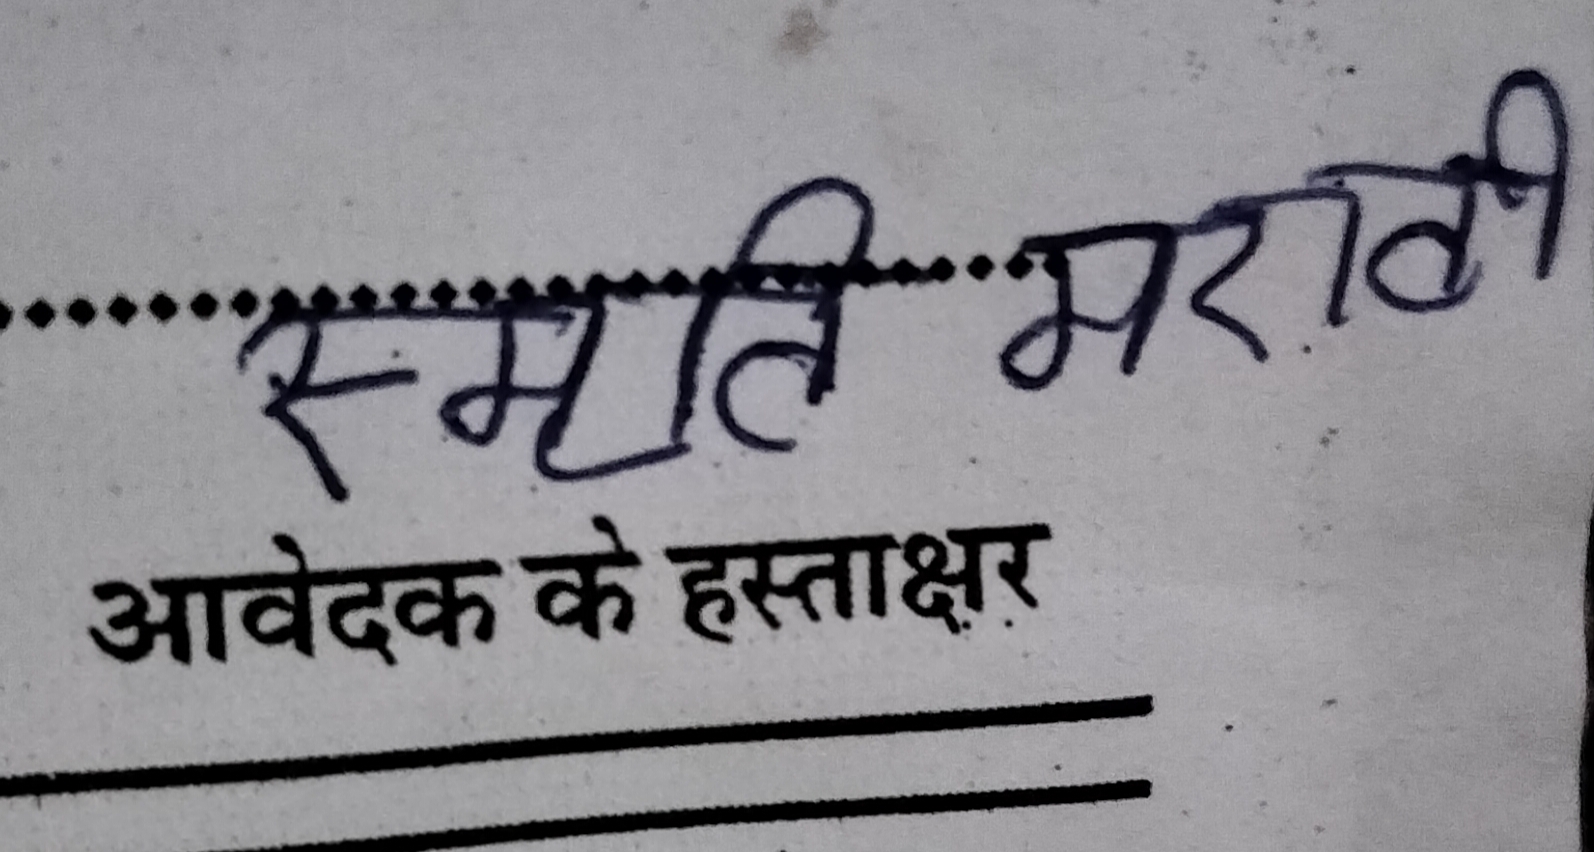 स्मृति मरावी
आवेदक के हस्ताक्षर